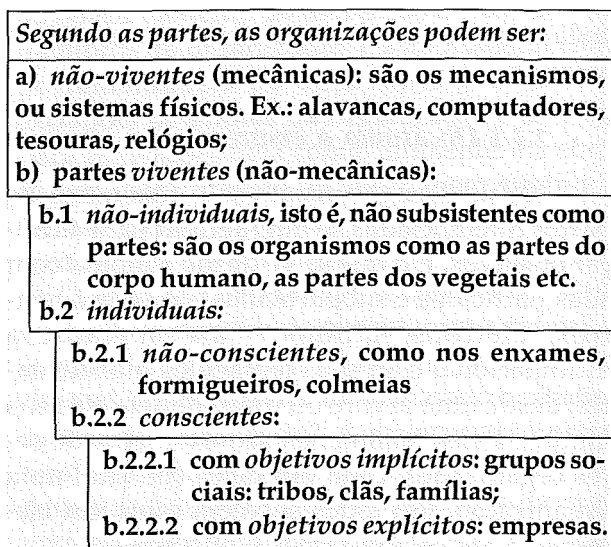 Segundo as partes, as organizações podem ser:
a) não-viventes (mecânicas): são os mecanismos,
ou sistemas físicos. Ex.: alavancas, computadores,
tesouras, relógios;
b) partes viventes (não-mecânicas):
b.1 não-individuais, isto é, não subsistentes como
partes: são os organismos como as partes do
corpo humano, as partes dos vegetais etc.
b.2 individuais:
b.2.1 não-conscientes, como nos enxames,
formigueiros, colmeias
b.2.2 conscientes:
b.2.2.1 com objetivos implícitos: grupos so-
ciais: tribos, clãs, famílias;
b.2.2.2 com objetivos explícitos: empresas.